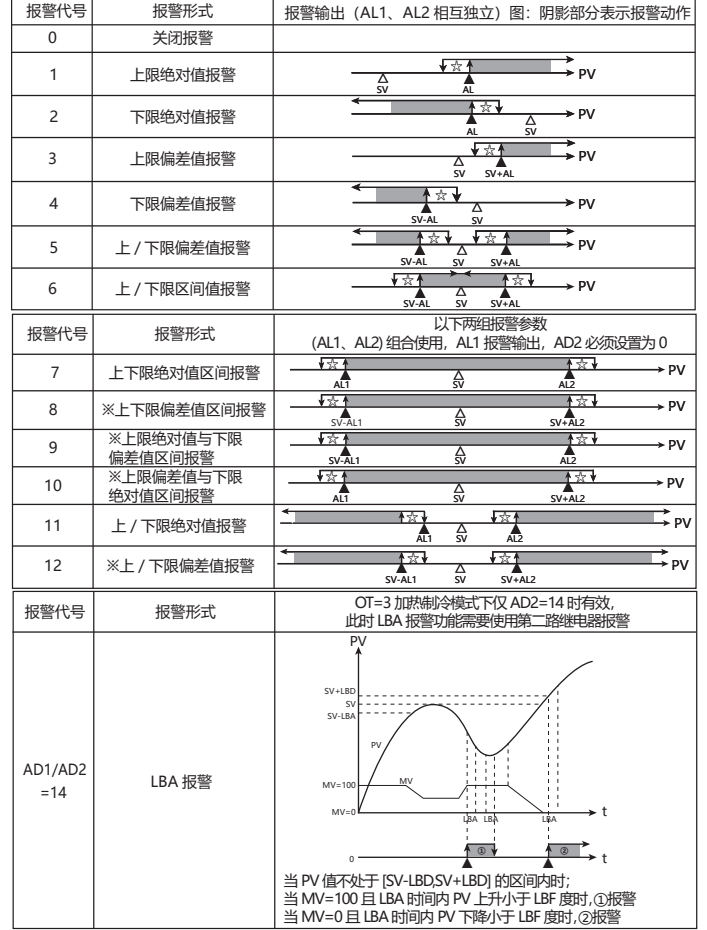 报警代号 报警形式 报警输出（AL1、AL2 相互独立）图：阴影部分表示报警动作
0 关闭报警
1 上限绝对值报警 ☆ PV
SV AL
2 下限绝对值报警 ☆ PV
AL SV
3 上限偏差值报警 ☆ PV
SV SV+AL
4 下限偏差值报警 ☆ PV
SV-AL SV
5 上 / 下限偏差值报警 ☆ ☆ PV
SV-AL SV SV+AL
6 上 / 下限区间值报警 ☆ ☆ PV
SV-AL SV SV+AL
报警代号 报警形式 以下两组报警参数
(AL1、AL2) 组合使用，AL1 报警输出，AD2 必须设置为 0
7 上下限绝对值区间报警 ☆ ☆ PV
AL1 SV AL2
8 ※上下限偏差值区间报警 ☆ ☆ PV
SV-AL1 SV SV+AL2
9 ※上限绝对值与下限
偏差值区间报警 ☆ ☆ PV
SV-AL1 SV AL2
10 ※上限偏差值与下限
绝对值区间报警 ☆ ☆ PV
AL1 SV SV+AL2
11 上 / 下限绝对值报警 ☆ ☆ PV
AL1 SV AL2
12 ※上 / 下限偏差值报警 ☆ ☆ PV
SV-AL1 SV SV+AL2
报警代号 报警形式 OT=3 加热制冷模式下仅 AD2=14 时有效，
此时 LBA 报警功能需要使用第二路继电器报警
AD1/AD2
=14
LBA 报警
PV
SV+LBD
SV
SV-LBA
PV
MV=100 MV
MV=0 LBA LBA LBA t
0 ① ② t
当 PV 值不处于 [SV-LBD,SV+LBD] 的区间内时；
当 MV=100 且 LBA 时间内 PV 上升小于 LBF 度时,①报警
当 MV=0 且 LBA 时间内 PV 下降小于 LBF 度时,②报警